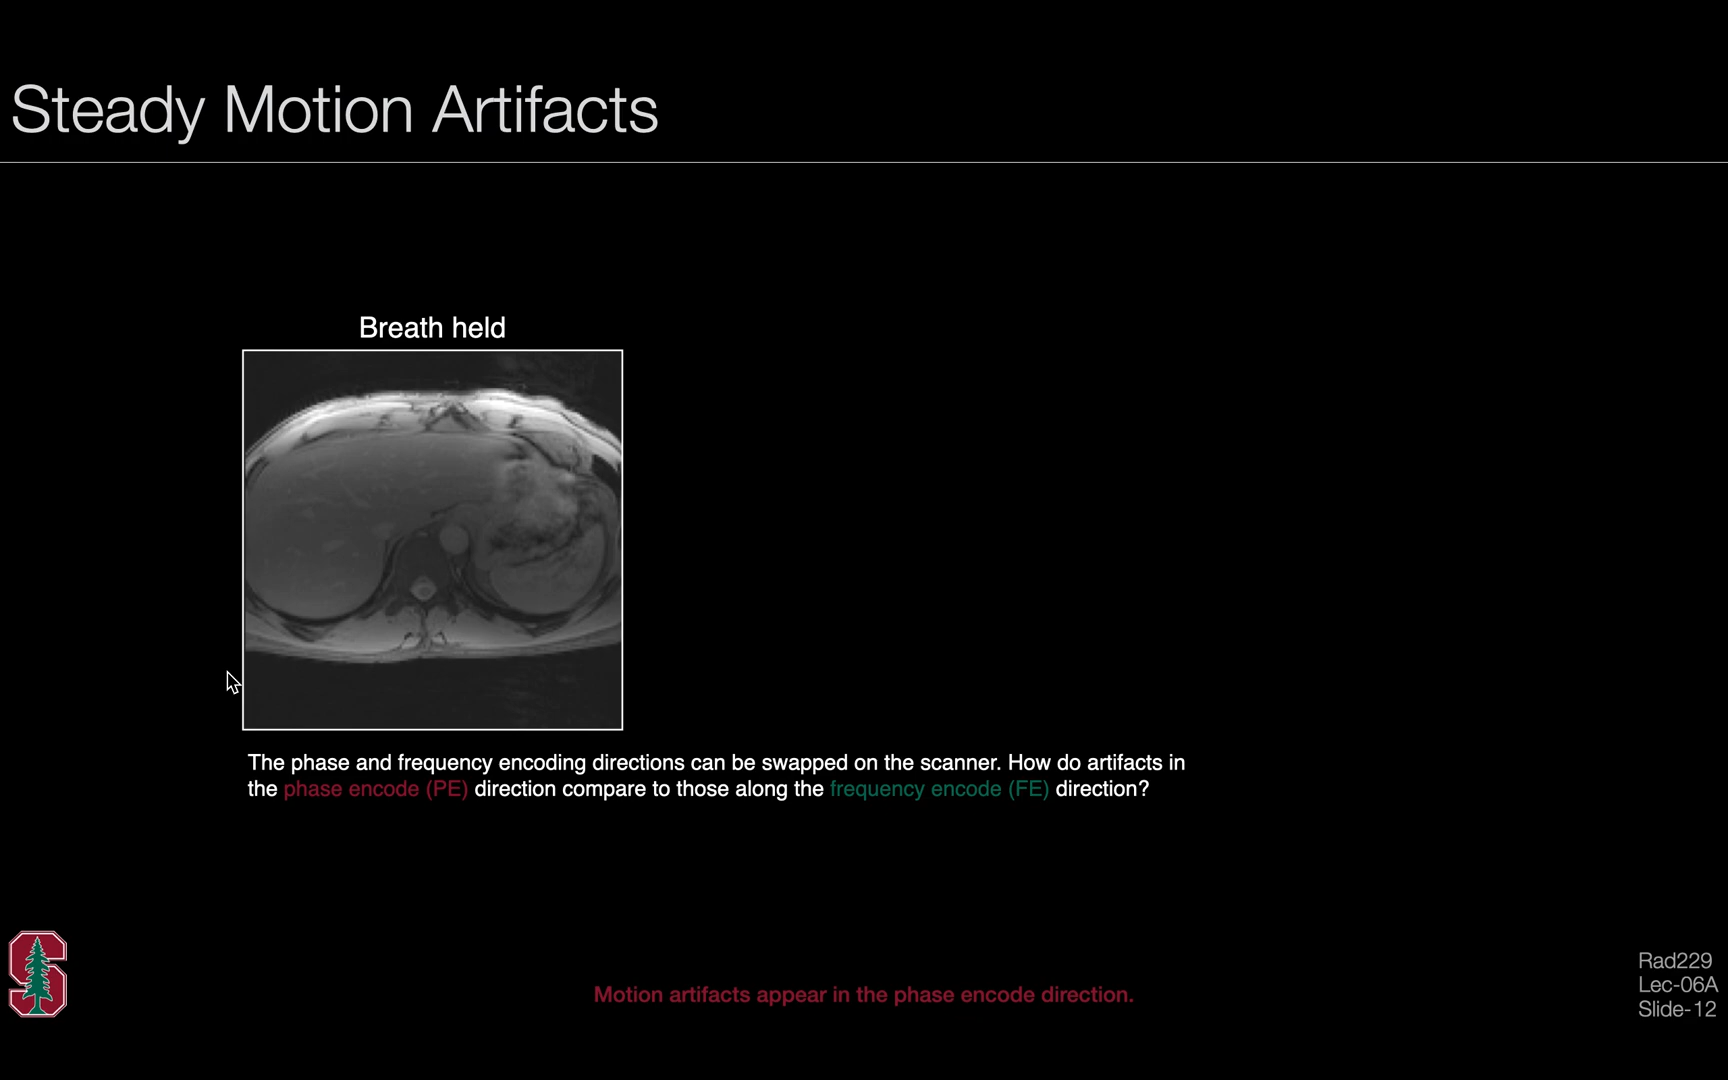 Steady Motion Artifacts
Breath held
The phase and frequency encoding directions can be swapped on the scanner. How do artifacts in
the phase encode (PE) direction compare to those along the frequency encode (FE) direction?
Motion artifacts appear in the phase encode direction.
Rad229
Lec-06A
Slide-12